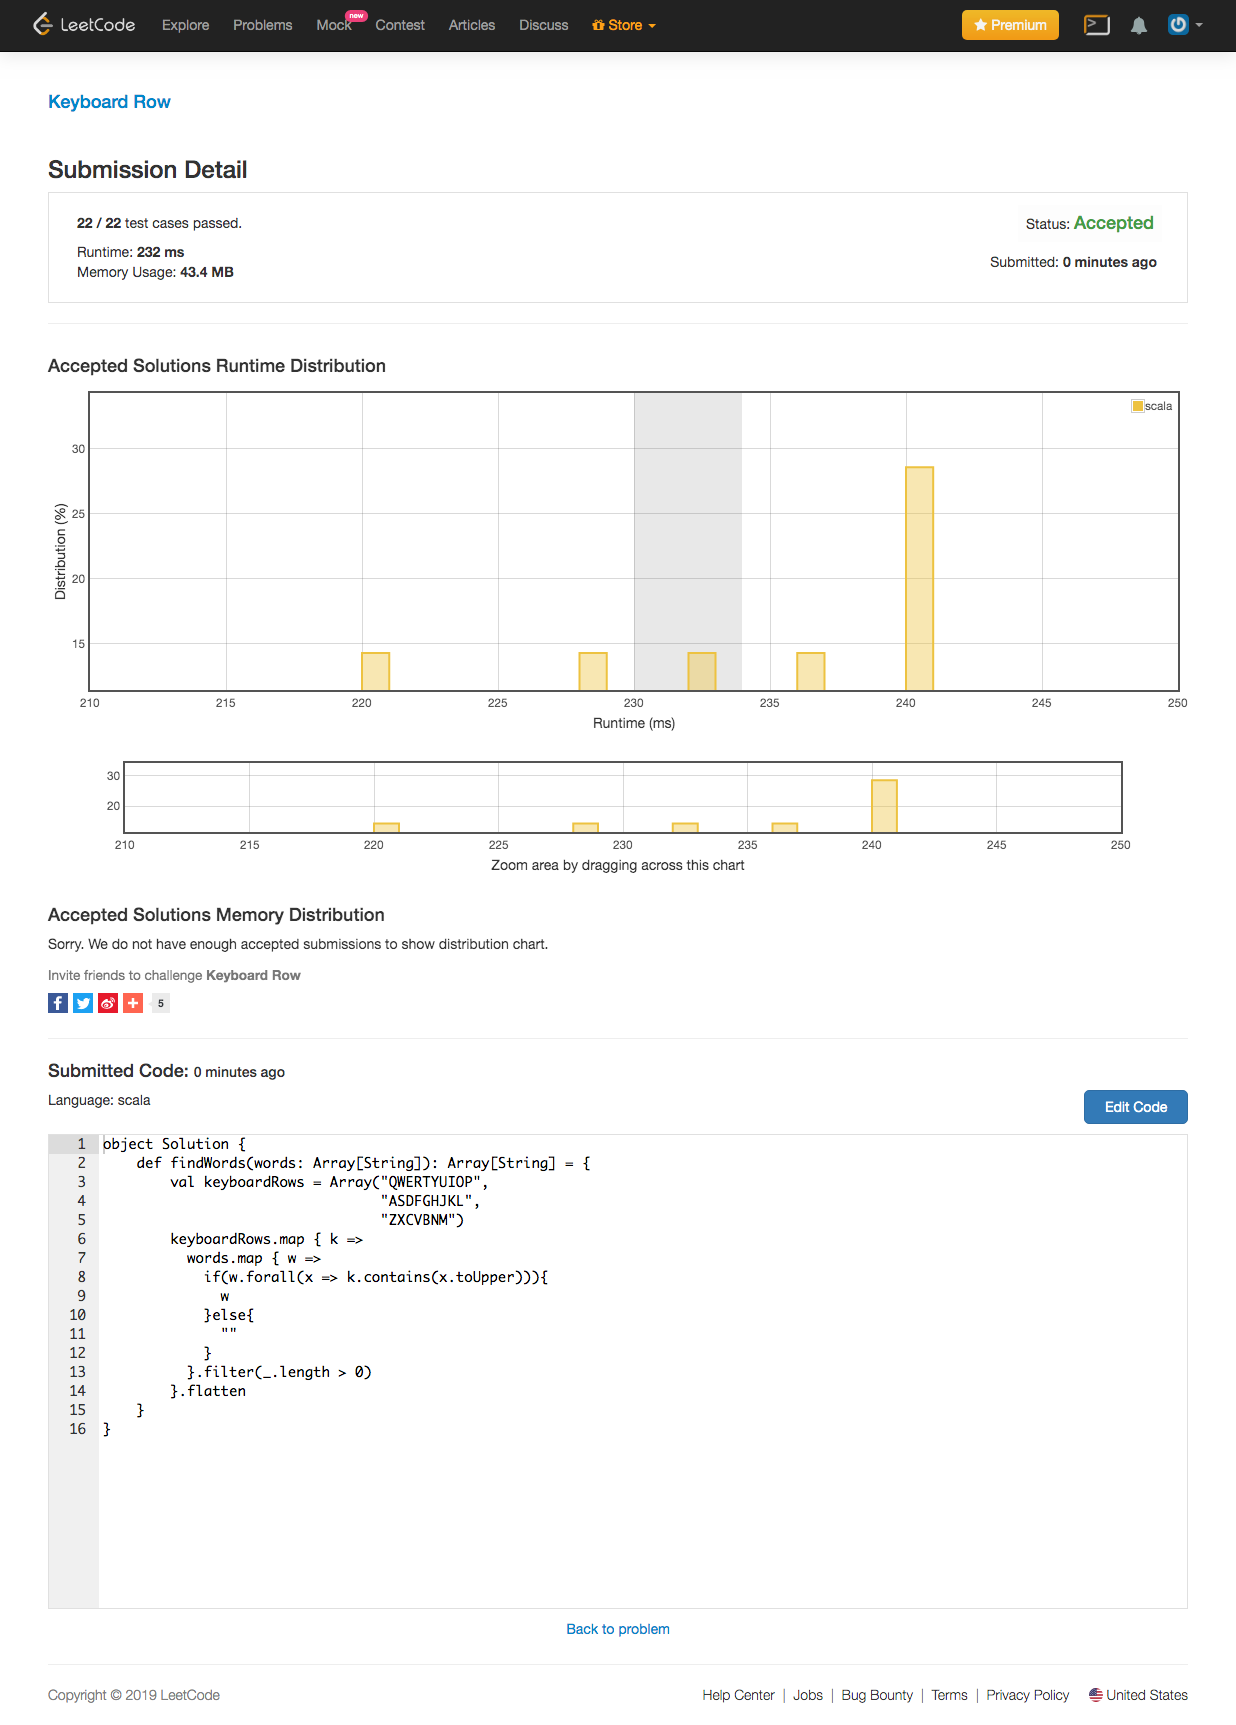 LeetCode Explore Problems Mock new Contest Articles Discuss Store Premium
Keyboard Row
Submission Detail
22 / 22 test cases passed.
Status: Accepted
Runtime: 232 ms
Memory Usage: 43.4 MB
Submitted: 0 minutes ago
Accepted Solutions Runtime Distribution
scala
30
25
20
15
Distribution (%)
210 215 220 225 230 235 240 245 250
Runtime (ms)
30
20
210 215 220 225 230 235 240 245 250
Zoom area by dragging across this chart
Accepted Solutions Memory Distribution
Sorry. We do not have enough accepted submissions to show distribution chart.
Invite friends to challenge Keyboard Row
5
Submitted Code: 0 minutes ago
Language: scala
Edit Code
1 object Solution {
2     def findWords(words: Array[String]): Array[String] = {
3         val keyboardRows = Array("QWERTYUIOP",
4                                  "ASDFGHJKL",
5                                  "ZXCVBNM")
6         keyboardRows.map { k =>
7           words.map { w =>
8             if(w.forall(x => k.contains(x.toUpper))){
9               w
10             }else{
11               ""
12             }
13           }.filter(_.length > 0)
14         }.flatten
15     }
16 }
Back to problem
Copyright © 2019 LeetCode
Help Center | Jobs | Bug Bounty | Terms | Privacy Policy United States